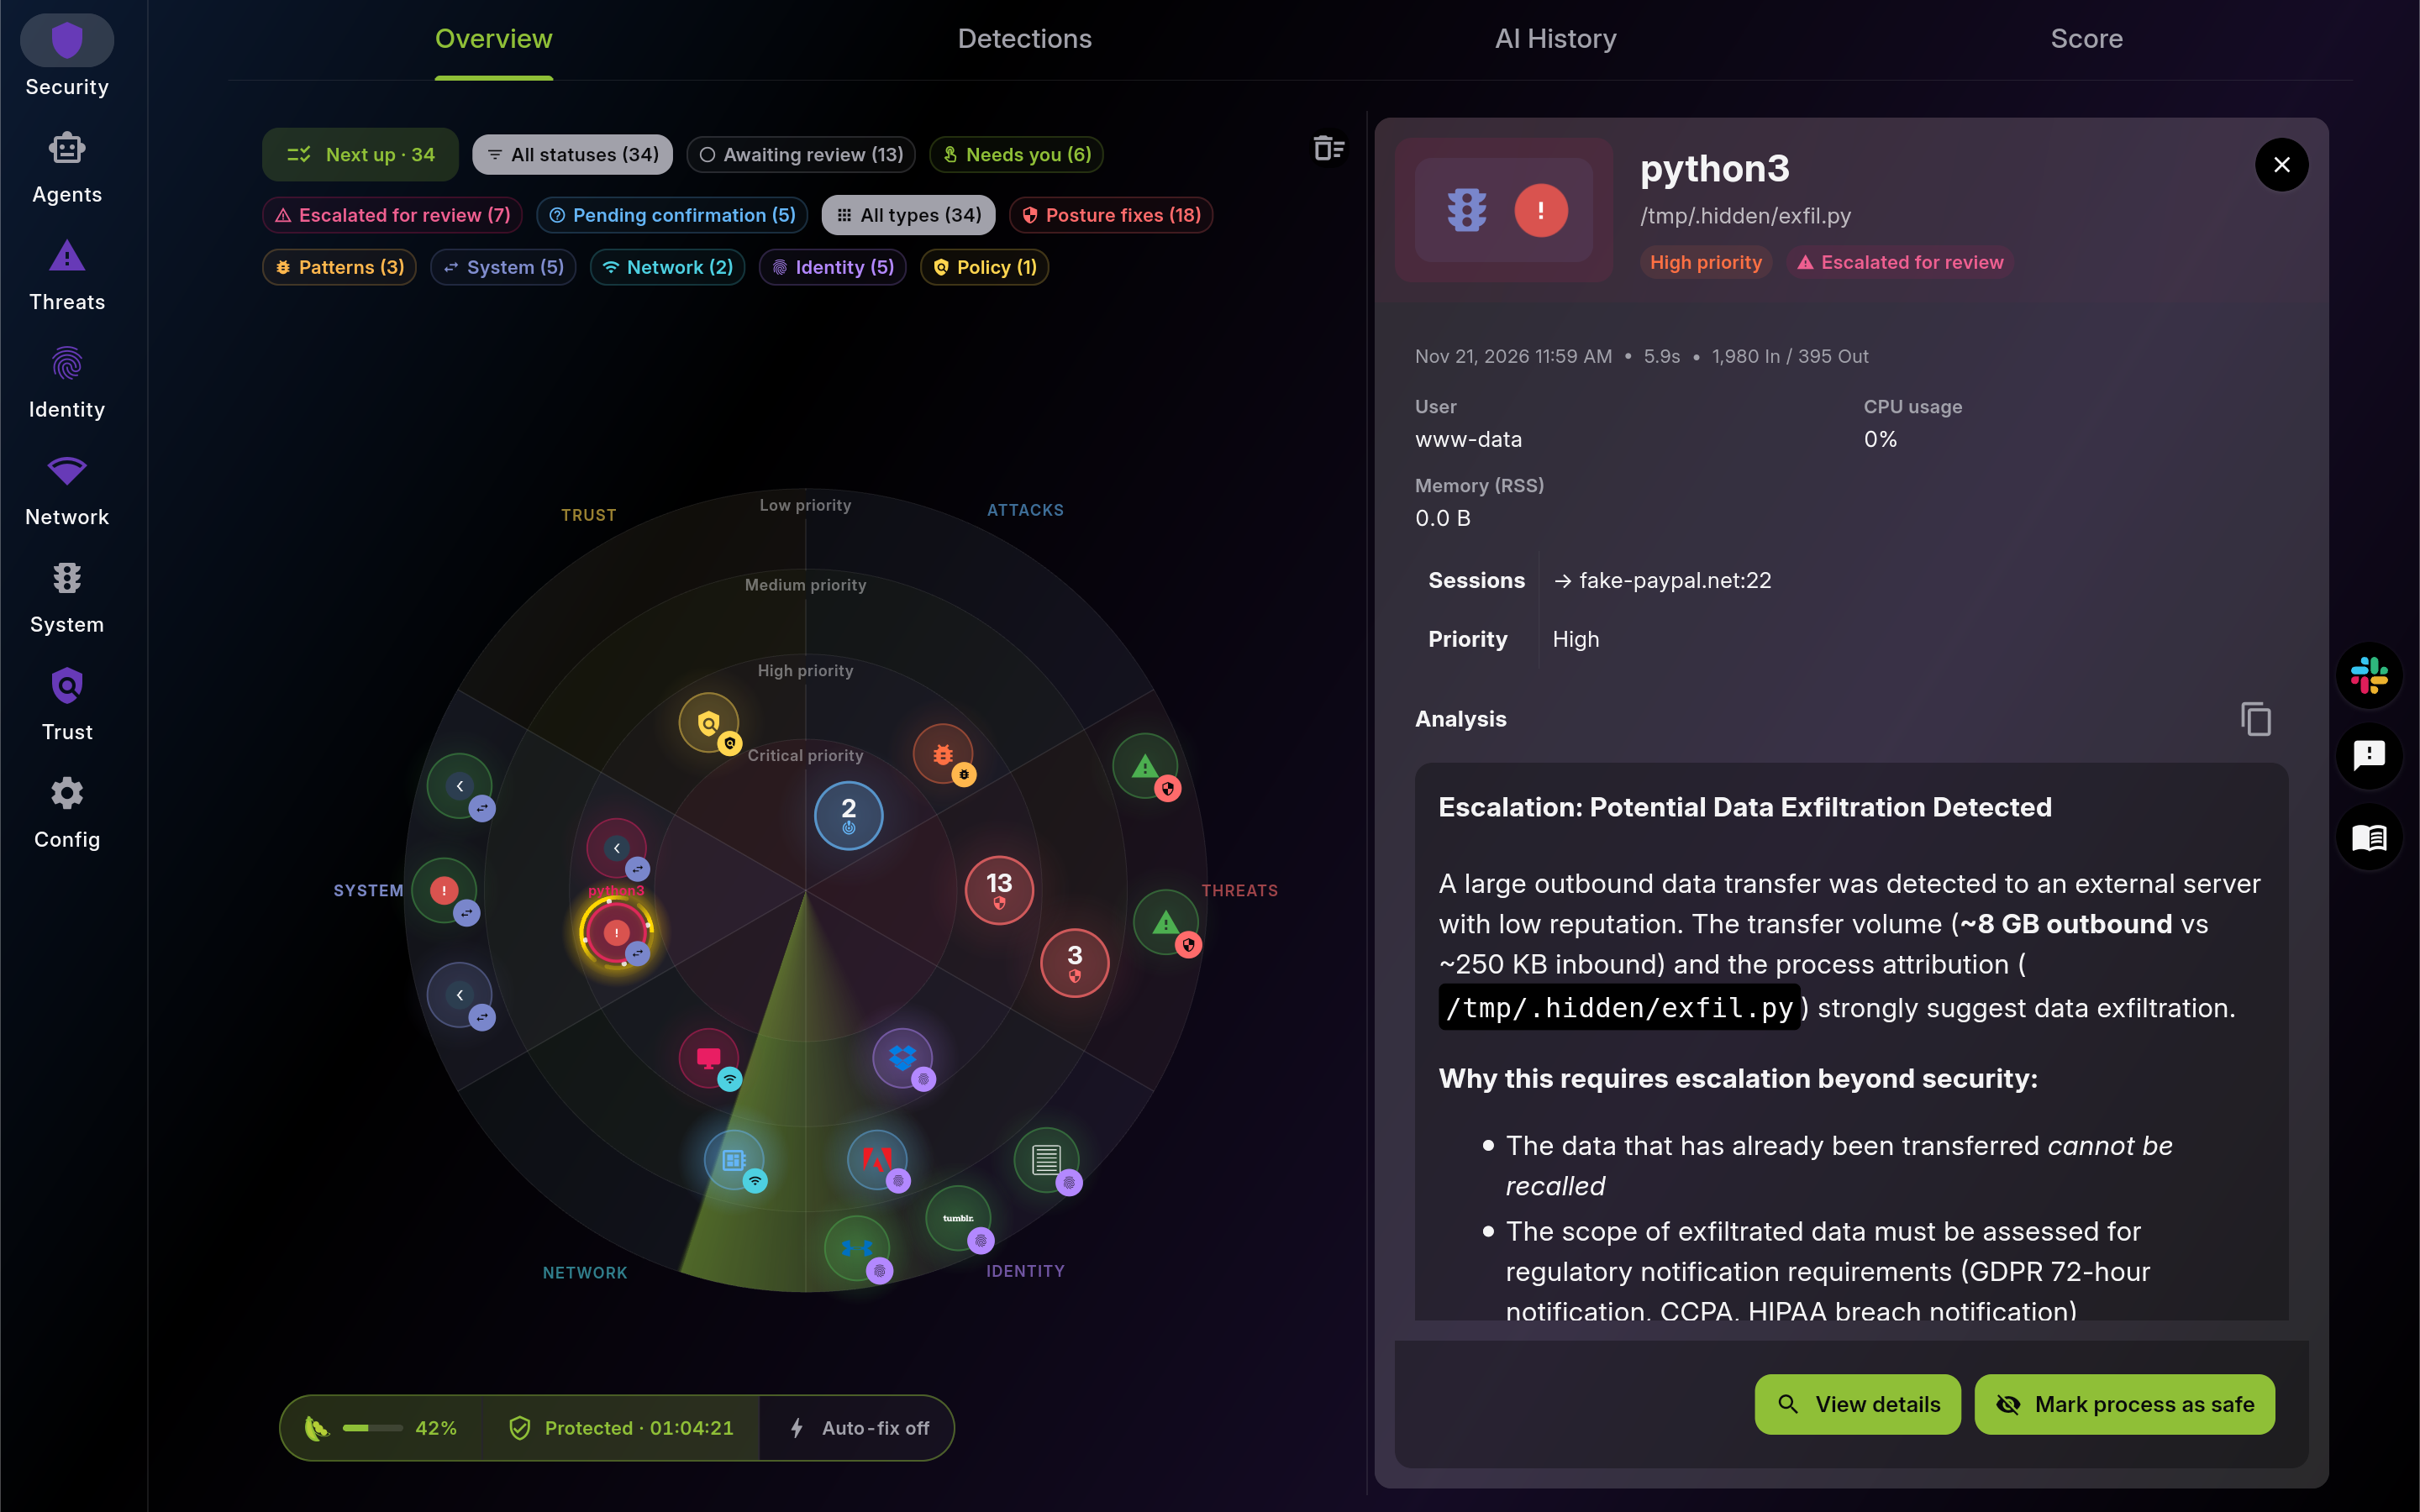 Security
Agents
Threats
Identity
Network
System
Trust
Config
Overview
Detections
AI History
Score
Next up · 34
All statuses (34)
Awaiting review (13)
Needs you (6)
Escalated for review (7)
Pending confirmation (5)
All types (34)
Posture fixes (18)
Patterns (3)
System (5)
Network (2)
Identity (5)
Policy (1)
TRUST
ATTACKS
SYSTEM
THREATS
NETWORK
IDENTITY
Low priority
Medium priority
High priority
Critical priority
2
13
3
python3
tumblr.
42%
Protected · 01:04:21
Auto-fix off
python3
/tmp/.hidden/exfil.py
High priority
Escalated for review
Nov 21, 2026 11:59 AM • 5.9s • 1,980 In / 395 Out
User
www-data
CPU usage
0%
Memory (RSS)
0.0 B
Sessions
→ fake-paypal.net:22
Priority
High
Analysis
Escalation: Potential Data Exfiltration Detected
A large outbound data transfer was detected to an external server
with low reputation. The transfer volume (~8 GB outbound vs
~250 KB inbound) and the process attribution (
/tmp/.hidden/exfil.py) strongly suggest data exfiltration.
Why this requires escalation beyond security:
• The data that has already been transferred cannot be
recalled
• The scope of exfiltrated data must be assessed for
regulatory notification requirements (GDPR 72-hour
notification, CCPA, HIPAA breach notification)
View details
Mark process as safe